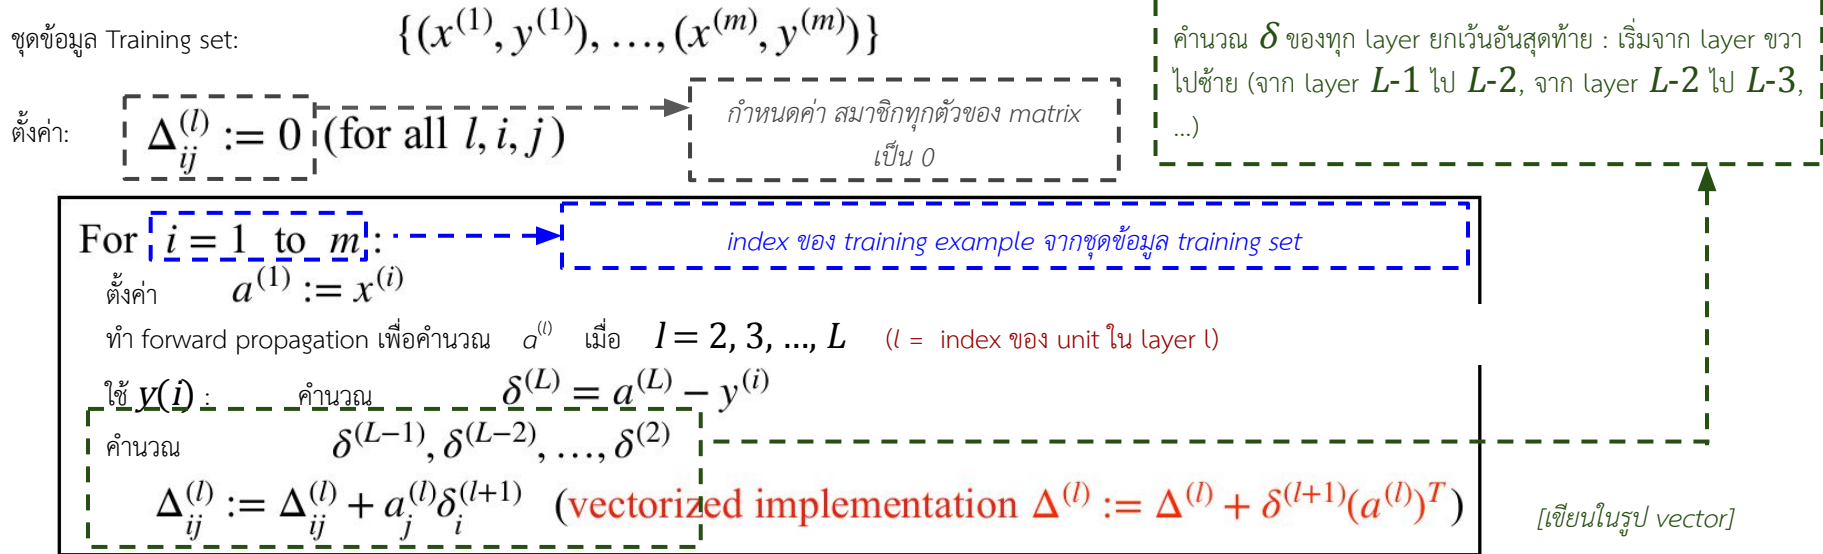 ชุดข้อมูล Training set: {(x^(1), y^(1)), …, (x^(m), y^(m))}
ตั้งค่า: Δ_ij^(l) := 0 (for all l, i, j)
กำหนดค่า สมาชิกทุกตัวของ matrix
เป็น 0
คำนวณ δ ของทุก layer ยกเว้นอันสุดท้าย : เริ่มจาก layer ขวา
ไปซ้าย (จาก layer L-1 ไป L-2, จาก layer L-2 ไป L-3,
...)
For i = 1 to m :
index ของ training example จากชุดข้อมูล training set
ตั้งค่า a^(1) := x^(i)
ทำ forward propagation เพื่อคำนวณ a^(l) เมื่อ l = 2, 3, ..., L (l = index ของ unit ใน layer l)
ใช้ y(i) : คำนวณ δ^(L) = a^(L) − y^(i)
คำนวณ δ^(L−1), δ^(L−2), …, δ^(2)
Δ_ij^(l) := Δ_ij^(l) + a_j^(l) δ_i^(l+1) (vectorized implementation Δ^(l) := Δ^(l) + δ^(l+1)(a^(l))^T)
[เขียนในรูป vector]